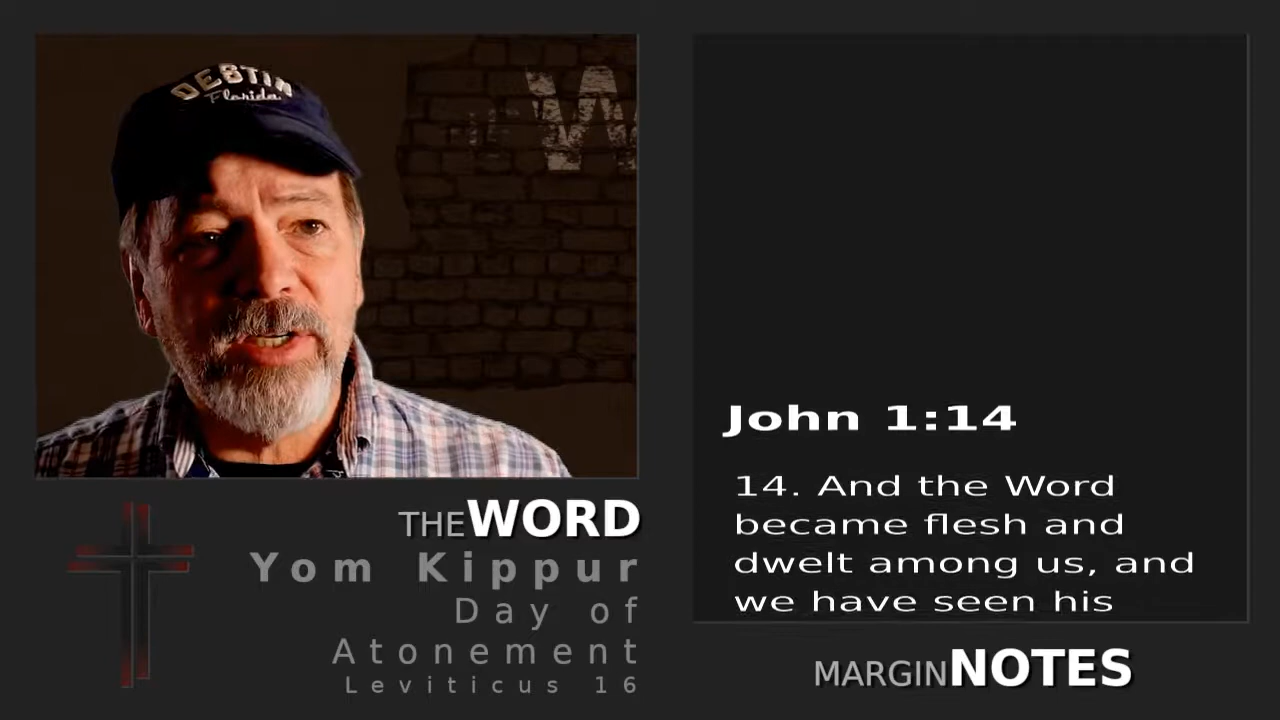 DESTIN
Florida
W
THEWORD
Yom Kippur
Day of
Atonement
Leviticus 16
John 1:14
14. And the Word
became flesh and
dwelt among us, and
we have seen his
MARGINNOTES